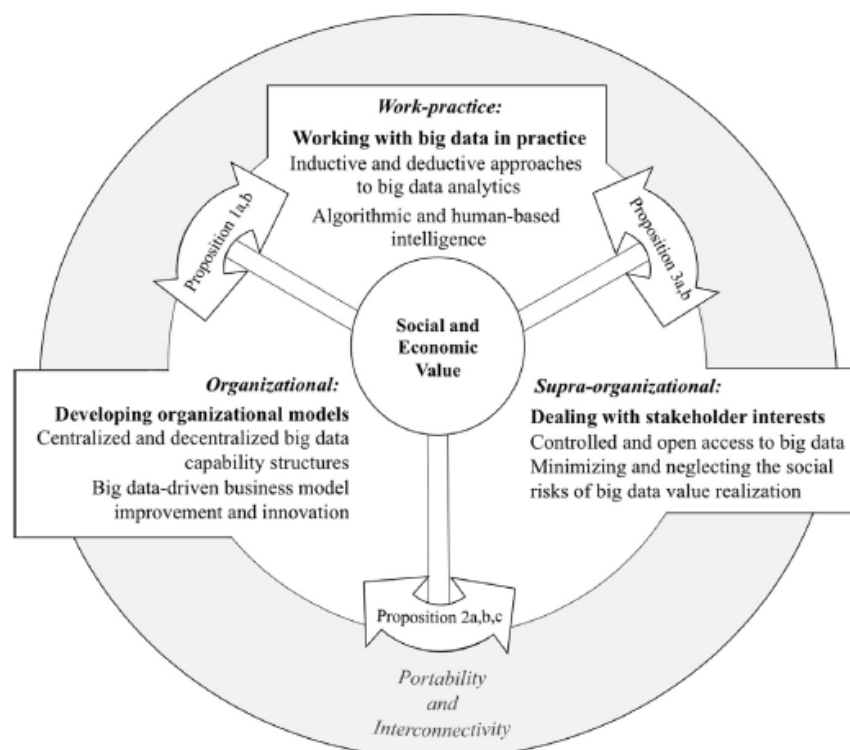 Work-practice:
Working with big data in practice
Inductive and deductive approaches
to big data analytics
Algorithmic and human-based
intelligence
Proposition 1a,b
Proposition 3a,b
Social and
Economic
Value
Organizational:
Developing organizational models
Centralized and decentralized big data
capability structures
Big data-driven business model
improvement and innovation
Supra-organizational:
Dealing with stakeholder interests
Controlled and open access to big data
Minimizing and neglecting the social
risks of big data value realization
Proposition 2a,b,c
Portability
and
Interconnectivity